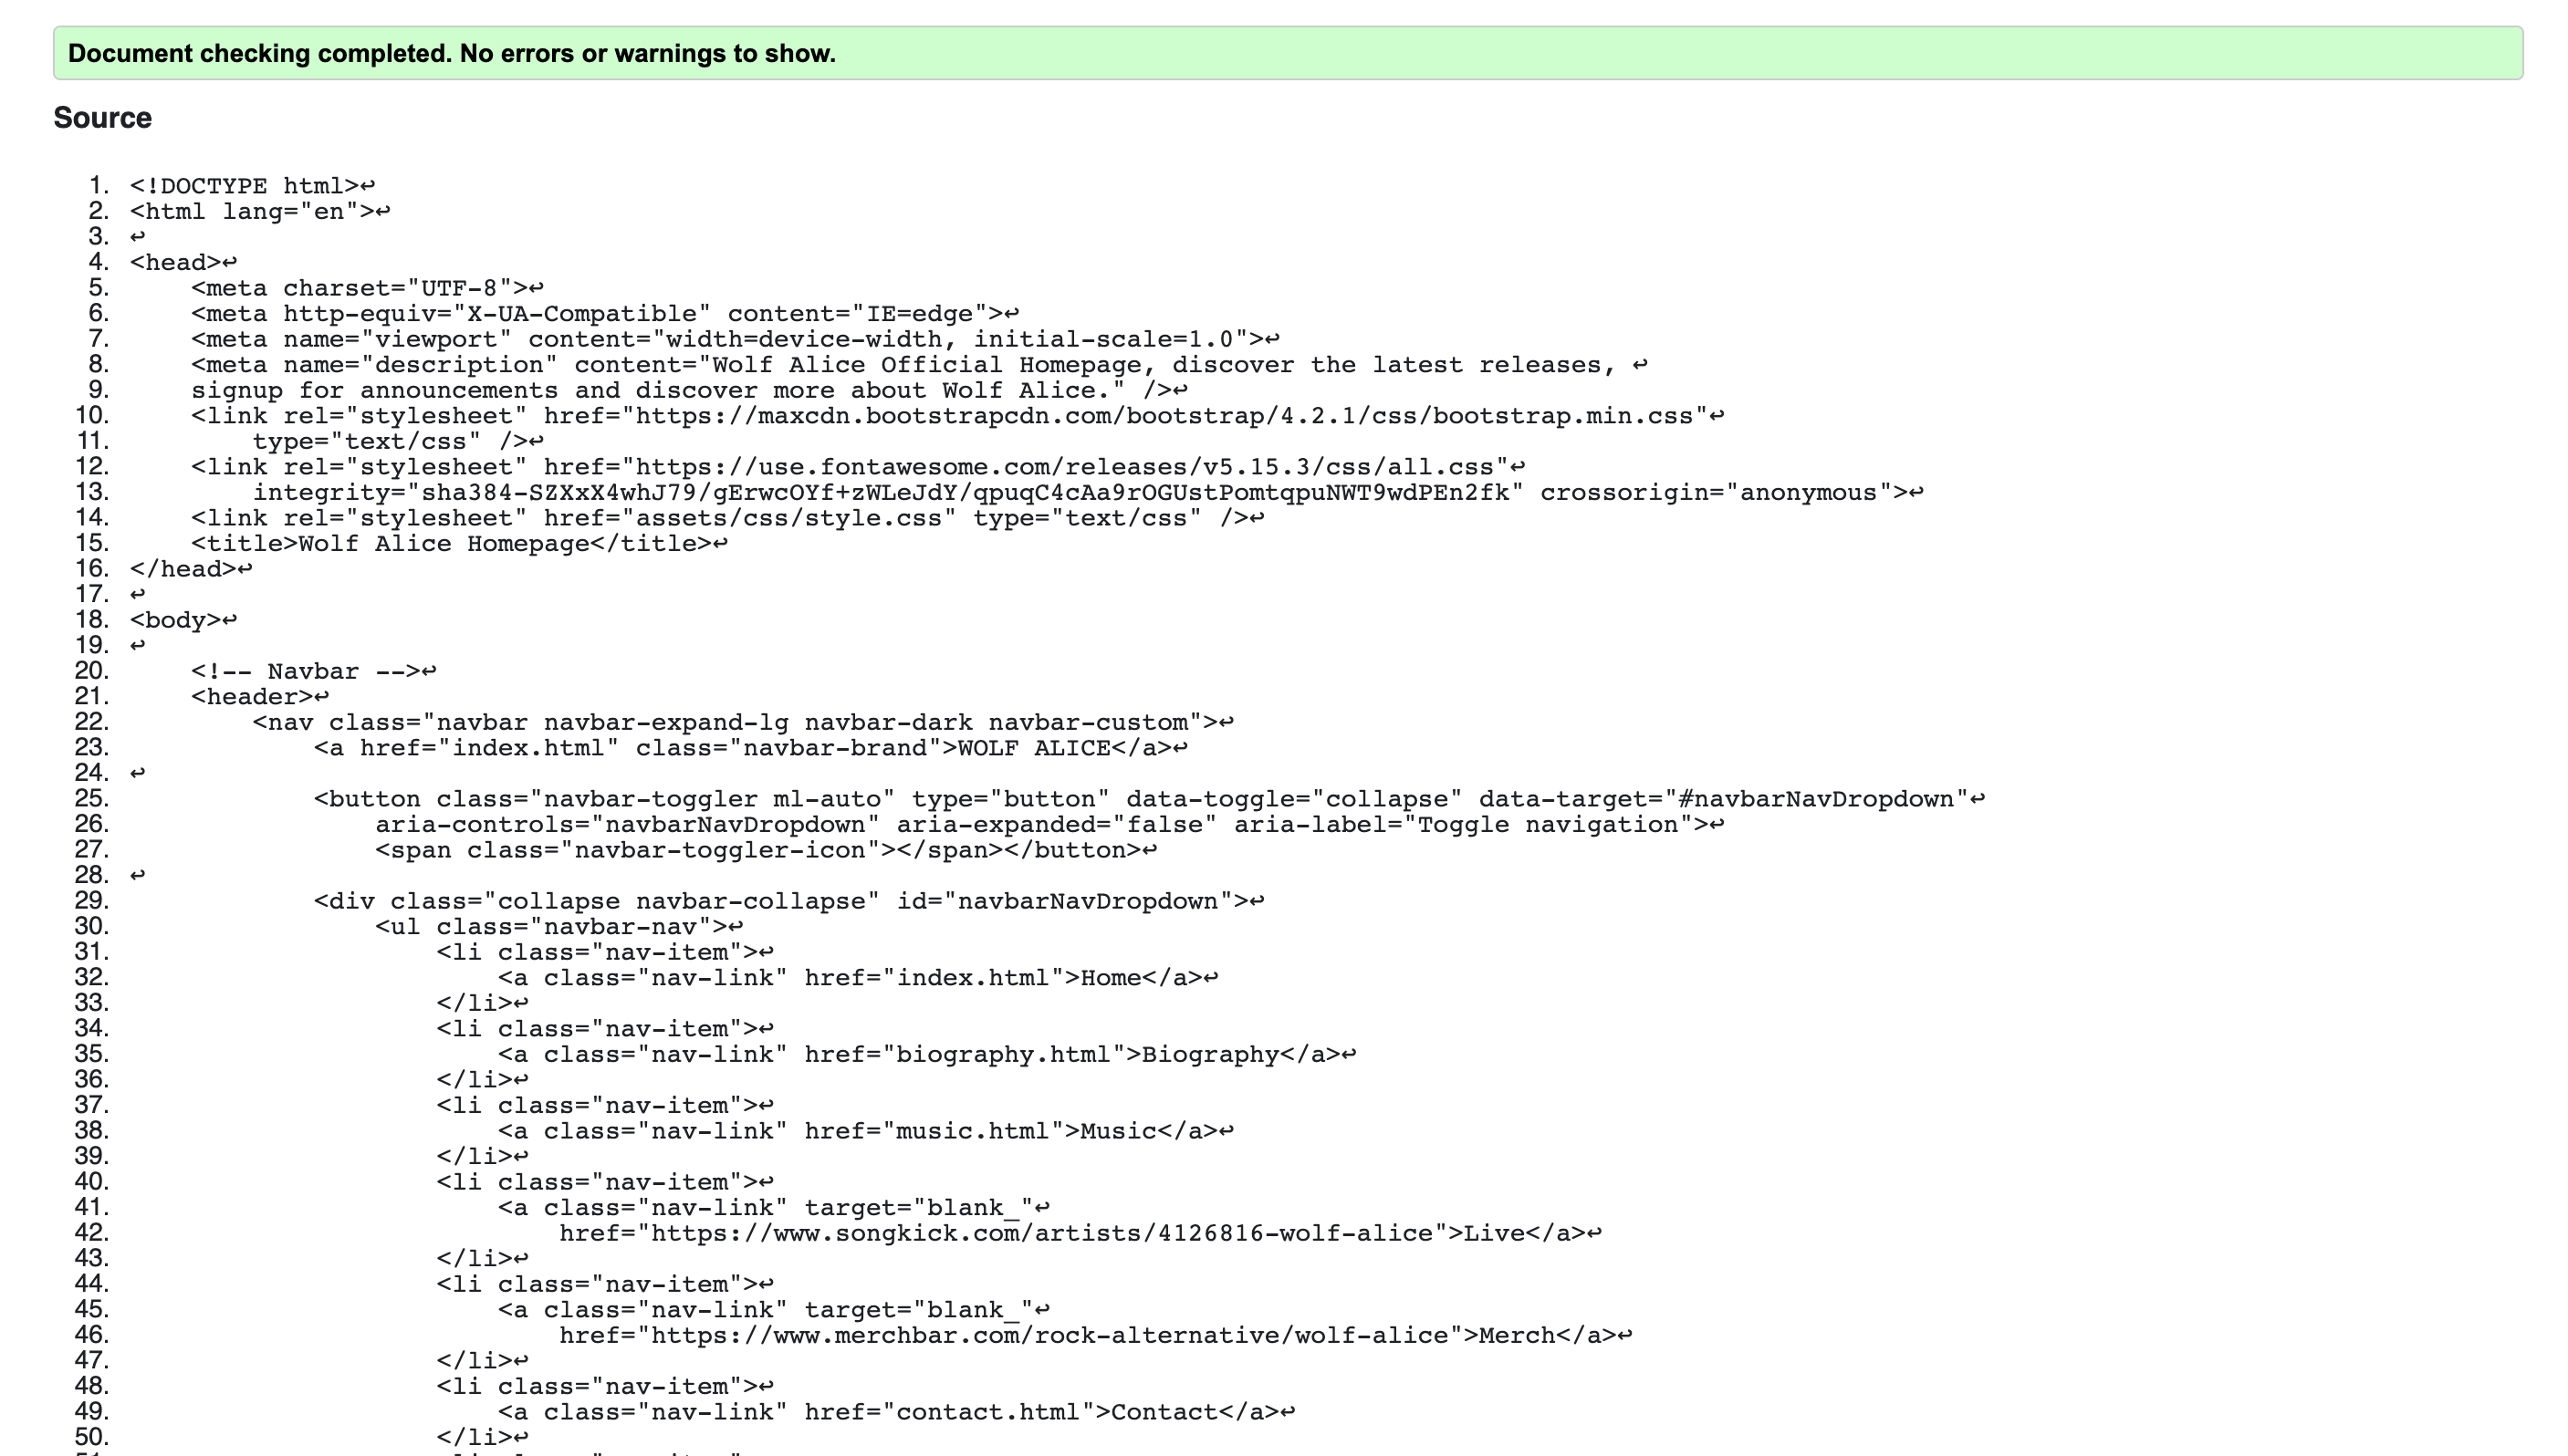 Document checking completed. No errors or warnings to show.
Source
1. <!DOCTYPE html>↩
2. <html lang="en">↩
3. ↩
4. <head>↩
5.     <meta charset="UTF-8">↩
6.     <meta http-equiv="X-UA-Compatible" content="IE=edge">↩
7.     <meta name="viewport" content="width=device-width, initial-scale=1.0">↩
8.     <meta name="description" content="Wolf Alice Official Homepage, discover the latest releases, ↩
9.     signup for announcements and discover more about Wolf Alice." />↩
10.     <link rel="stylesheet" href="https://maxcdn.bootstrapcdn.com/bootstrap/4.2.1/css/bootstrap.min.css"↩
11.         type="text/css" />↩
12.     <link rel="stylesheet" href="https://use.fontawesome.com/releases/v5.15.3/css/all.css"↩
13.         integrity="sha384-SZXxX4whJ79/gErwcOYf+zWLeJdY/qpuqC4cAa9rOGUstPomtqpuNWT9wdPEn2fk" crossorigin="anonymous">↩
14.     <link rel="stylesheet" href="assets/css/style.css" type="text/css" />↩
15.     <title>Wolf Alice Homepage</title>↩
16. </head>↩
17. ↩
18. <body>↩
19. ↩
20.     <!-- Navbar -->↩
21.     <header>↩
22.         <nav class="navbar navbar-expand-lg navbar-dark navbar-custom">↩
23.             <a href="index.html" class="navbar-brand">WOLF ALICE</a>↩
24. ↩
25.             <button class="navbar-toggler ml-auto" type="button" data-toggle="collapse" data-target="#navbarNavDropdown"↩
26.                 aria-controls="navbarNavDropdown" aria-expanded="false" aria-label="Toggle navigation">↩
27.                 <span class="navbar-toggler-icon"></span></button>↩
28. ↩
29.             <div class="collapse navbar-collapse" id="navbarNavDropdown">↩
30.                 <ul class="navbar-nav">↩
31.                     <li class="nav-item">↩
32.                         <a class="nav-link" href="index.html">Home</a>↩
33.                     </li>↩
34.                     <li class="nav-item">↩
35.                         <a class="nav-link" href="biography.html">Biography</a>↩
36.                     </li>↩
37.                     <li class="nav-item">↩
38.                         <a class="nav-link" href="music.html">Music</a>↩
39.                     </li>↩
40.                     <li class="nav-item">↩
41.                         <a class="nav-link" target="blank_"↩
42.                             href="https://www.songkick.com/artists/4126816-wolf-alice">Live</a>↩
43.                     </li>↩
44.                     <li class="nav-item">↩
45.                         <a class="nav-link" target="blank_"↩
46.                             href="https://www.merchbar.com/rock-alternative/wolf-alice">Merch</a>↩
47.                     </li>↩
48.                     <li class="nav-item">↩
49.                         <a class="nav-link" href="contact.html">Contact</a>↩
50.                     </li>↩